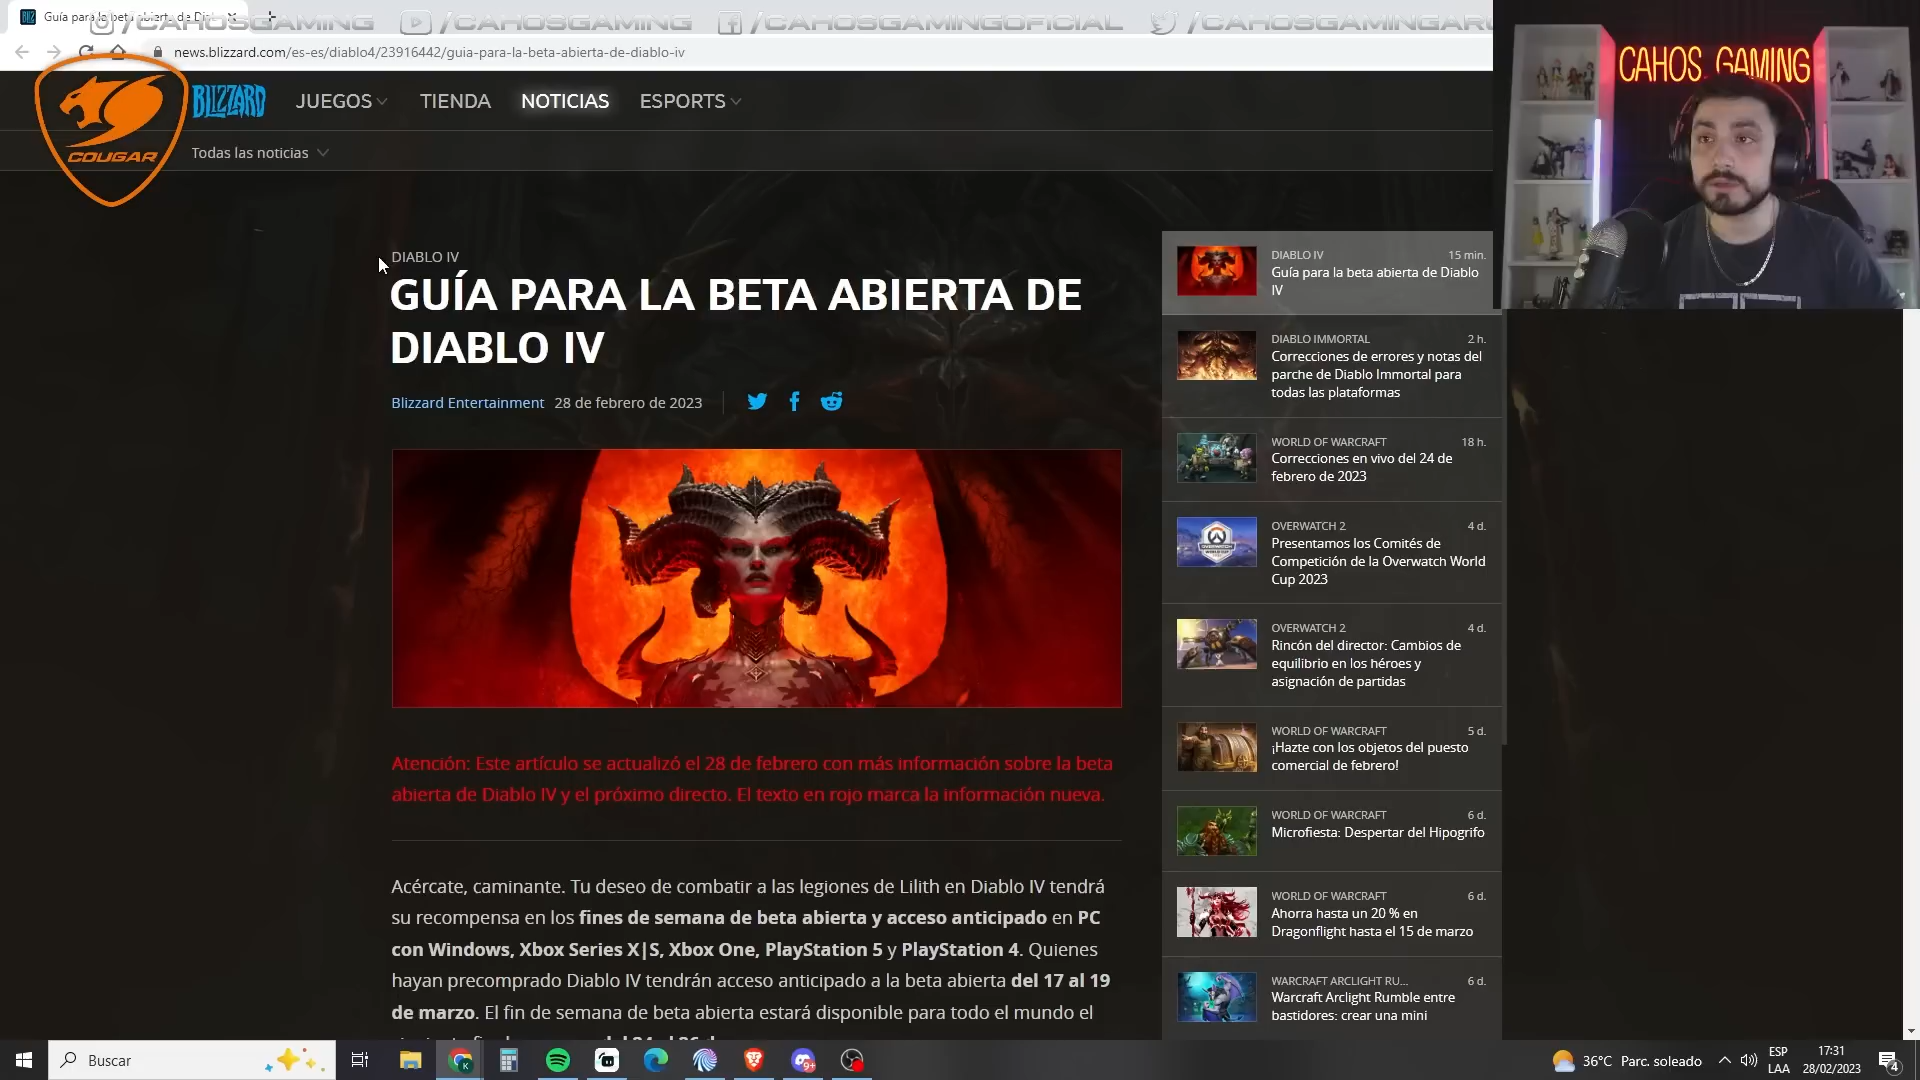 Guía para la beta abierta de Diab
/CAHOSGAMING
/CAHOSGAMING
/CAHOSGAMINGOFICIAL
/CAHOSGAMINGAR
news.blizzard.com/es-es/diablo4/23916442/guia-para-la-beta-abierta-de-diablo-iv
COUGAR
BLIZZARD
JUEGOS
TIENDA
NOTICIAS
ESPORTS
Todas las noticias
CAHOS GAMING
DIABLO IV
GUÍA PARA LA BETA ABIERTA DE
DIABLO IV
Blizzard Entertainment 28 de febrero de 2023
Atención: Este artículo se actualizó el 28 de febrero con más información sobre la beta
abierta de Diablo IV y el próximo directo. El texto en rojo marca la información nueva.
Acércate, caminante. Tu deseo de combatir a las legiones de Lilith en Diablo IV tendrá
su recompensa en los fines de semana de beta abierta y acceso anticipado en PC
con Windows, Xbox Series X|S, Xbox One, PlayStation 5 y PlayStation 4. Quienes
hayan precomprado Diablo IV tendrán acceso anticipado a la beta abierta del 17 al 19
de marzo. El fin de semana de beta abierta estará disponible para todo el mundo el
DIABLO IV 15 min.
Guía para la beta abierta de Diablo
IV
DIABLO IMMORTAL 2 h.
Correcciones de errores y notas del
parche de Diablo Immortal para
todas las plataformas
WORLD OF WARCRAFT 18 h.
Correcciones en vivo del 24 de
febrero de 2023
OVERWATCH 2 4 d.
Presentamos los Comités de
Competición de la Overwatch World
Cup 2023
OVERWATCH 2 4 d.
Rincón del director: Cambios de
equilibrio en los héroes y
asignación de partidas
WORLD OF WARCRAFT 5 d.
¡Hazte con los objetos del puesto
comercial de febrero!
WORLD OF WARCRAFT 6 d.
Microfiesta: Despertar del Hipogrifo
WORLD OF WARCRAFT 6 d.
Ahorra hasta un 20 % en
Dragonflight hasta el 15 de marzo
WARCRAFT ARCLIGHT RU... 6 d.
Warcraft Arclight Rumble entre
bastidores: crear una mini
Buscar
36°C Parc. soleado
ESP
LAA
17:31
28/02/2023
4